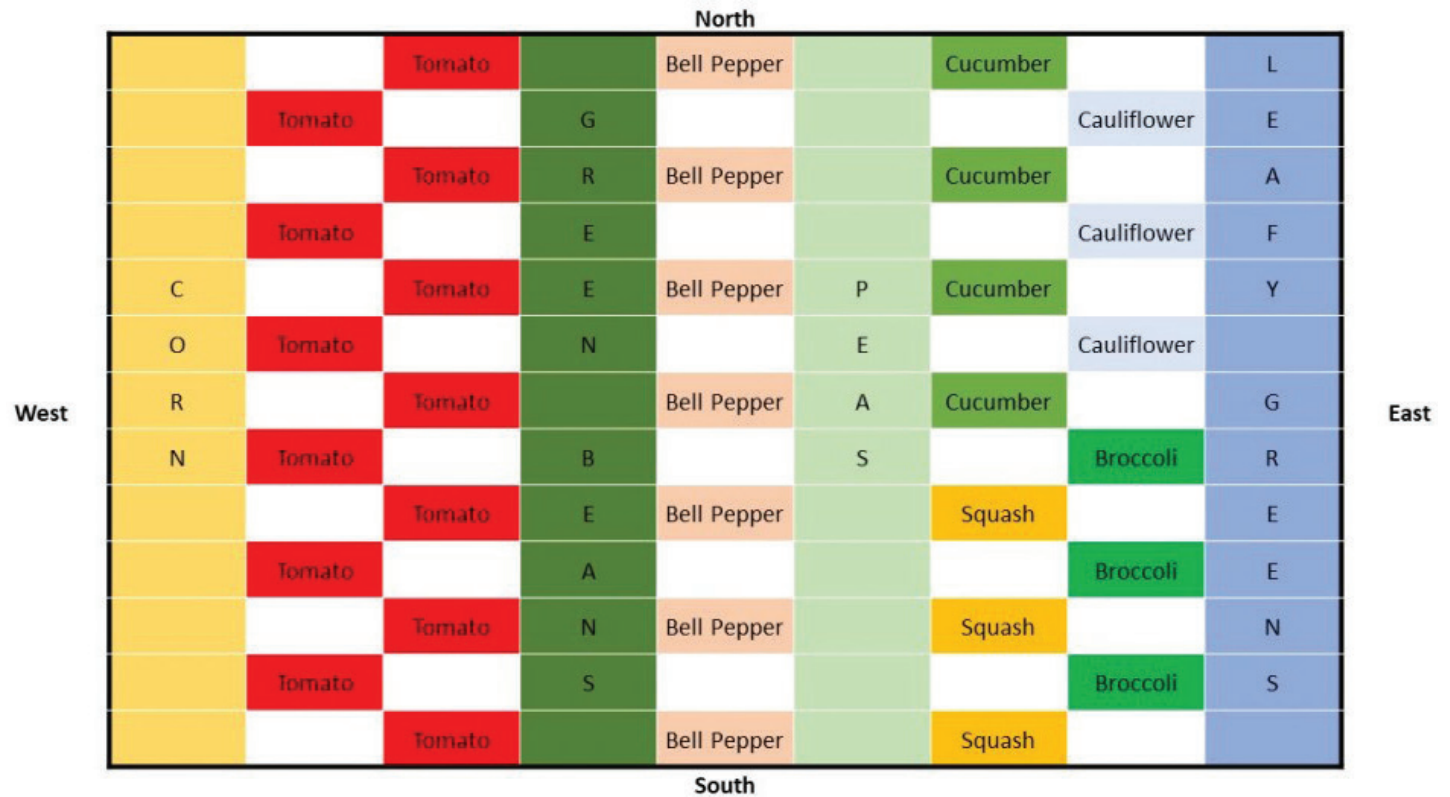 North
Tomato Bell Pepper Cucumber L
Tomato G Cauliflower E
Tomato R Bell Pepper Cucumber A
Tomato E Cauliflower F
C Tomato E Bell Pepper P Cucumber Y
O Tomato N E Cauliflower
West R Tomato Bell Pepper A Cucumber G East
N Tomato B S Broccoli R
Tomato E Bell Pepper Squash E
Tomato A Broccoli E
Tomato N Bell Pepper Squash N
Tomato S Broccoli S
Tomato Bell Pepper Squash
South